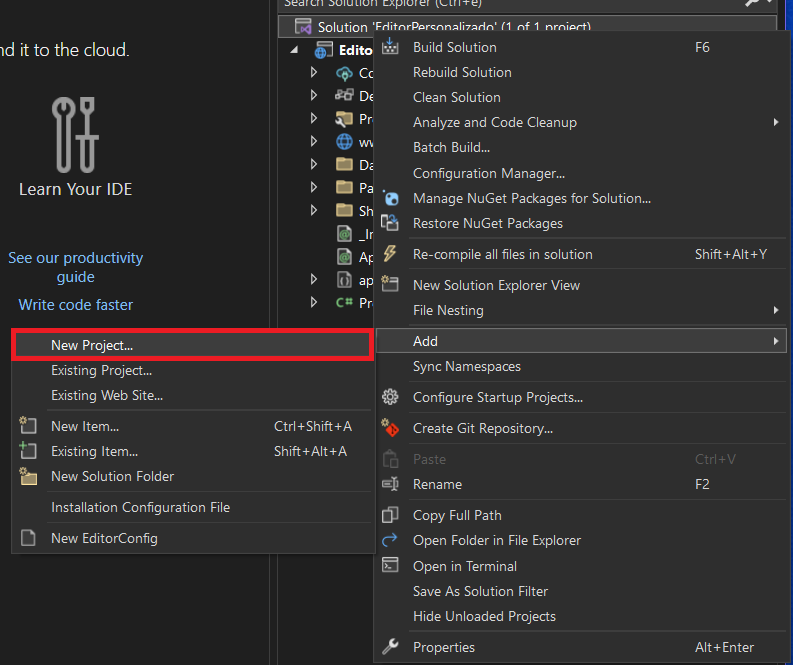 Search Solution Explorer (Ctrl+e)
Solution 'EditorPersonalizado' (1 of 1 project)
Edito
Co
De
Pr
ww
Da
Pa
Sh
_In
Ap
ap
C# Pr
nd it to the cloud.
Learn Your IDE
See our productivity
guide
Write code faster
Build Solution F6
Rebuild Solution
Clean Solution
Analyze and Code Cleanup
Batch Build...
Configuration Manager...
Manage NuGet Packages for Solution...
Restore NuGet Packages
Re-compile all files in solution Shift+Alt+Y
New Solution Explorer View
File Nesting
Add
Sync Namespaces
Configure Startup Projects...
Create Git Repository...
Paste Ctrl+V
Rename F2
Copy Full Path
Open Folder in File Explorer
Open in Terminal
Save As Solution Filter
Hide Unloaded Projects
Properties Alt+Enter
New Project...
Existing Project...
Existing Web Site...
New Item... Ctrl+Shift+A
Existing Item... Shift+Alt+A
New Solution Folder
Installation Configuration File
New EditorConfig